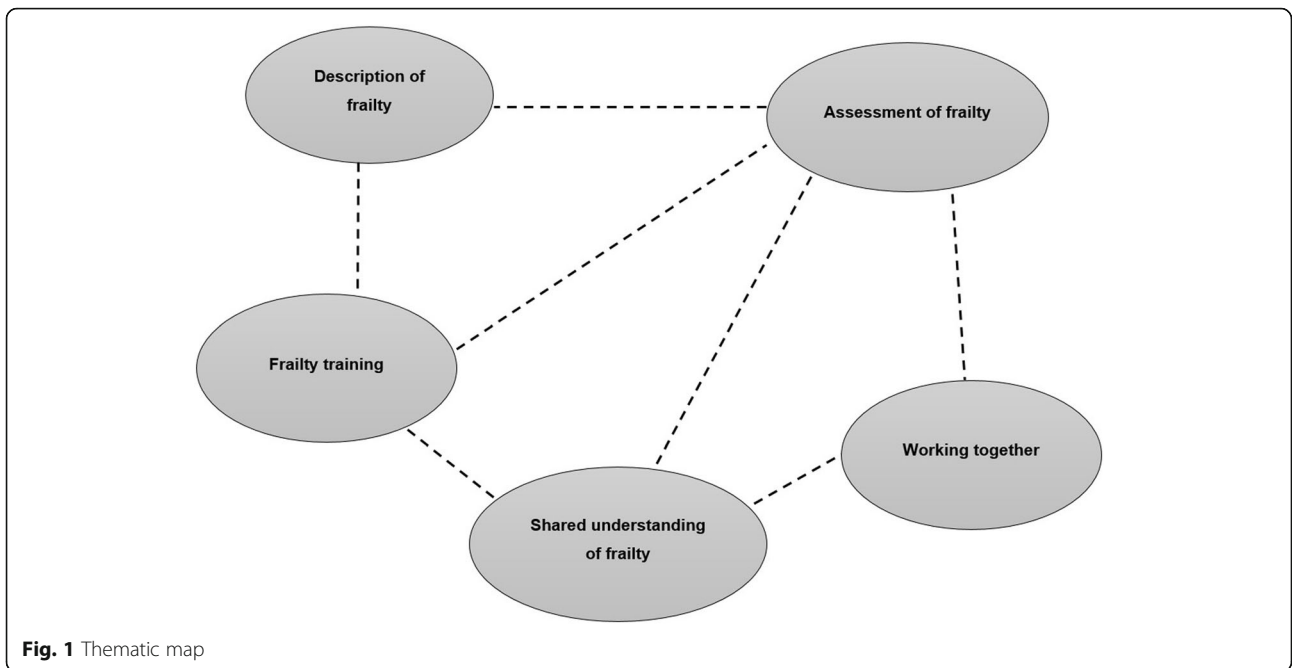 Description of
frailty
Assessment of frailty
Frailty training
Working together
Shared understanding
of frailty
Fig. 1 Thematic map